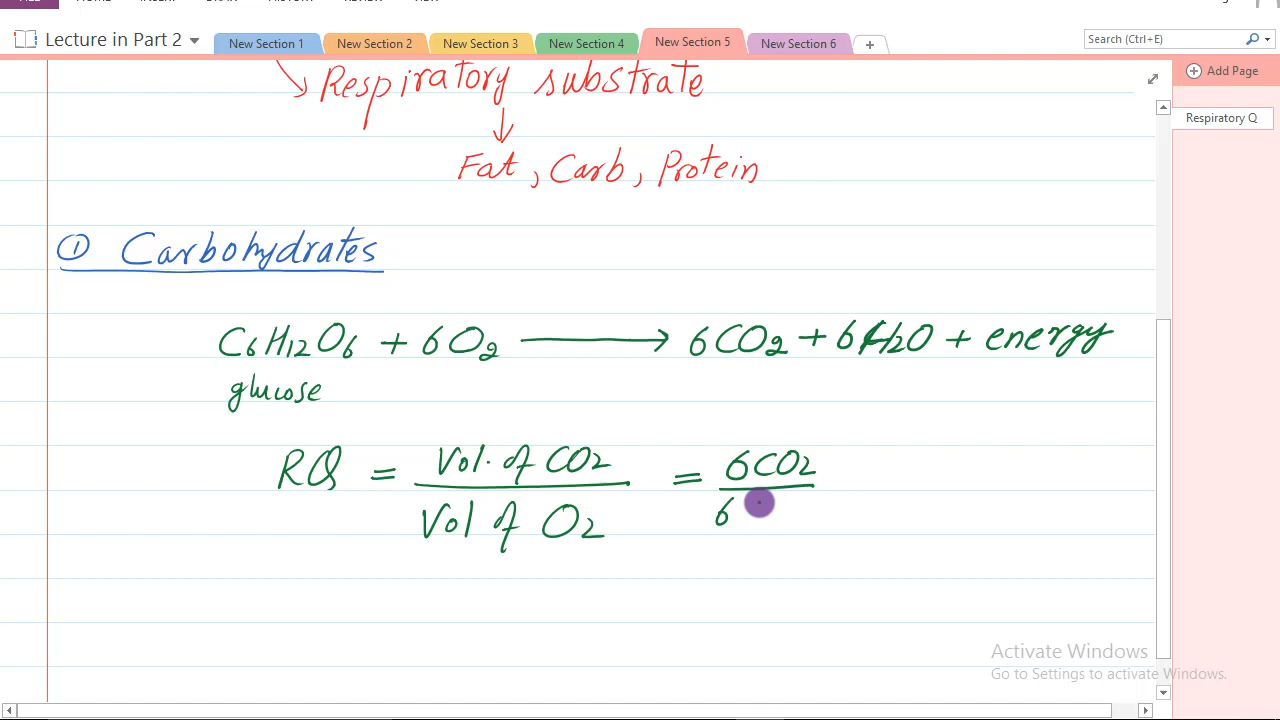 Lecture in Part 2
New Section 1
New Section 2
New Section 3
New Section 4
New Section 5
New Section 6
Search (Ctrl+E)
Add Page
Respiratory Q
Respiratory substrate
Fat, Carb, Protein
① Carbohydrates
C6H12O6 + 6O2 → 6CO2 + 6H2O + energy
glucose
RQ = Vol. of CO2 / Vol of O2 = 6CO2 / 6
Activate Windows
Go to Settings to activate Windows.